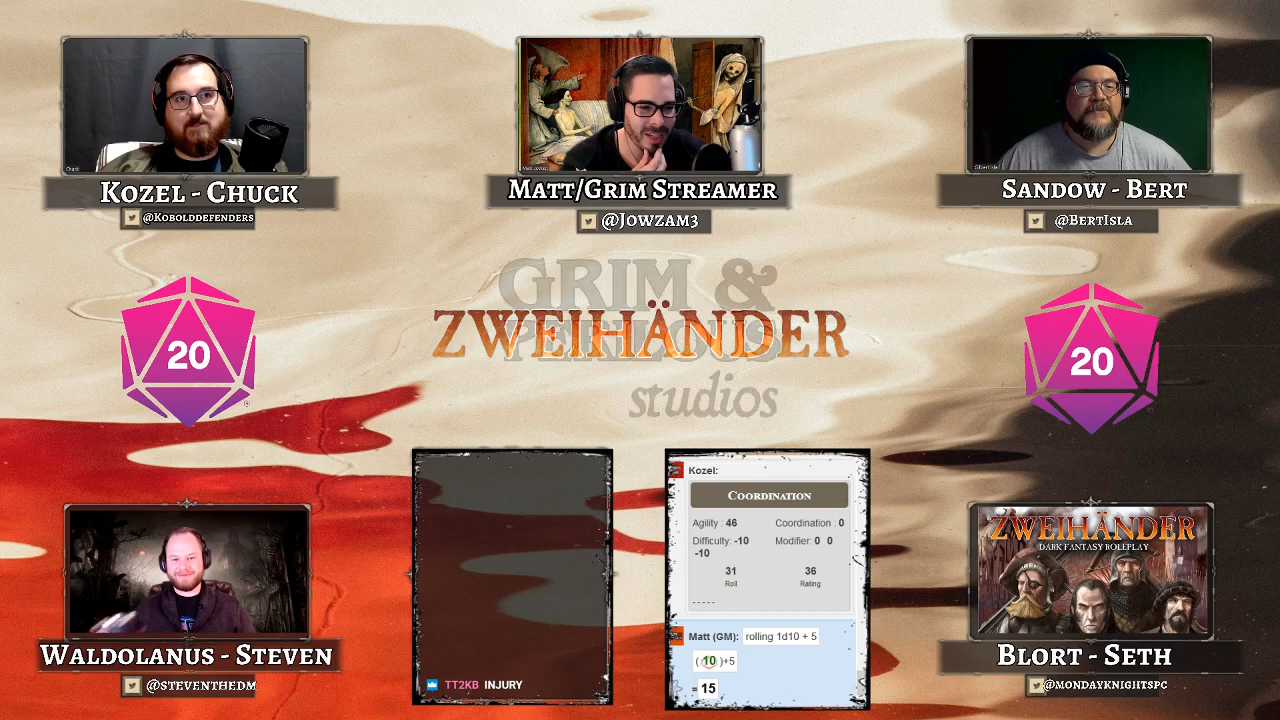 Chuck
KOZEL - CHUCK
@KOBOLDDEFENDERS
MATT/GRIM STREAMER
@JOWZAM3
SANDOW - BERT
@BERTISLA
20
GRIM &
PERILOUS
ZWEIHÄNDER
studios
20
WALDOLANUS - STEVEN
@STEVENTHEDM
TT2KB INJURY
Kozel:
COORDINATION
Agility : 46 Coordination : 0
Difficulty: -10 Modifier: 0 0
-10
31 36
Roll Rating
-----
Matt (GM): rolling 1d10 + 5
( 10 )+5
= 15
ZWEIHÄNDER
DARK FANTASY ROLEPLAY
BLORT - SETH
@MONDAYKNIGHTSPC